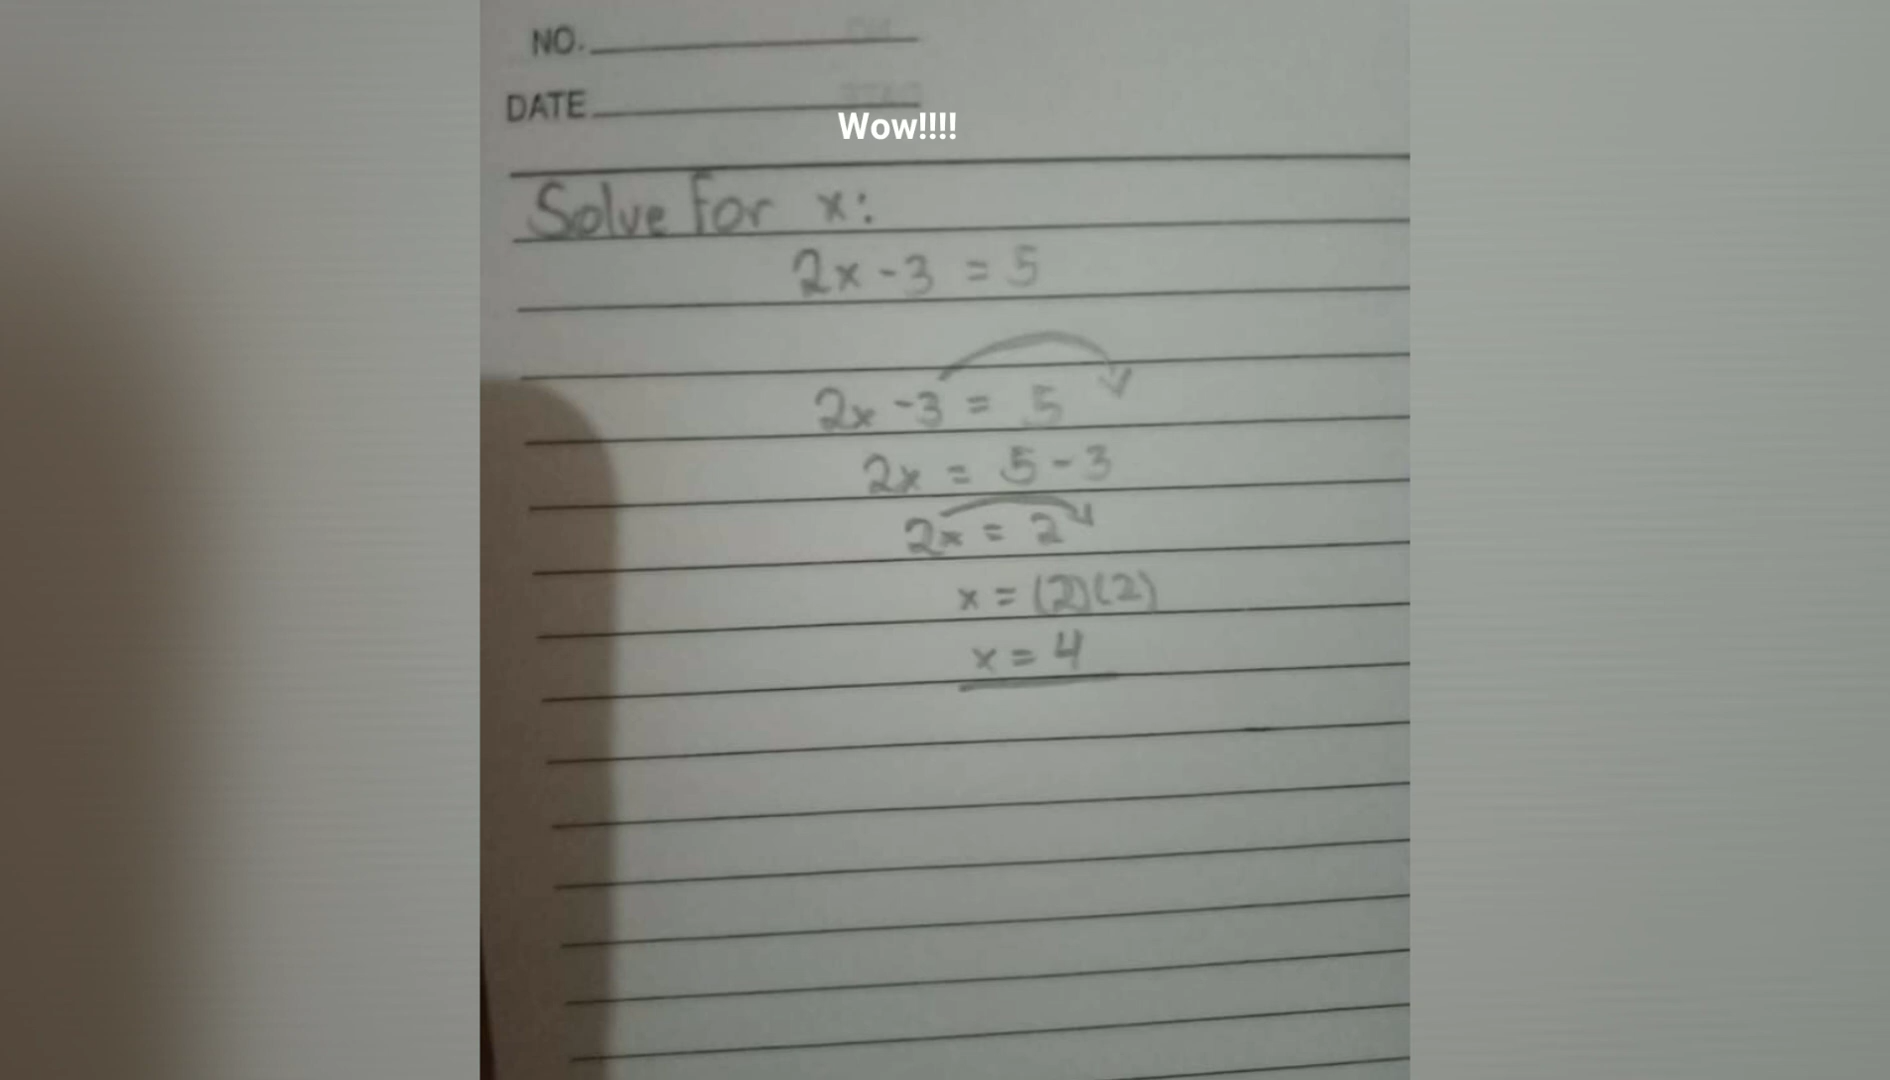 NO.
DATE
Wow!!!!
Solve for x:
2x - 3 = 5
2x - 3 = 5
2x = 5 - 3
2x = 2
x = (2)(2)
x = 4